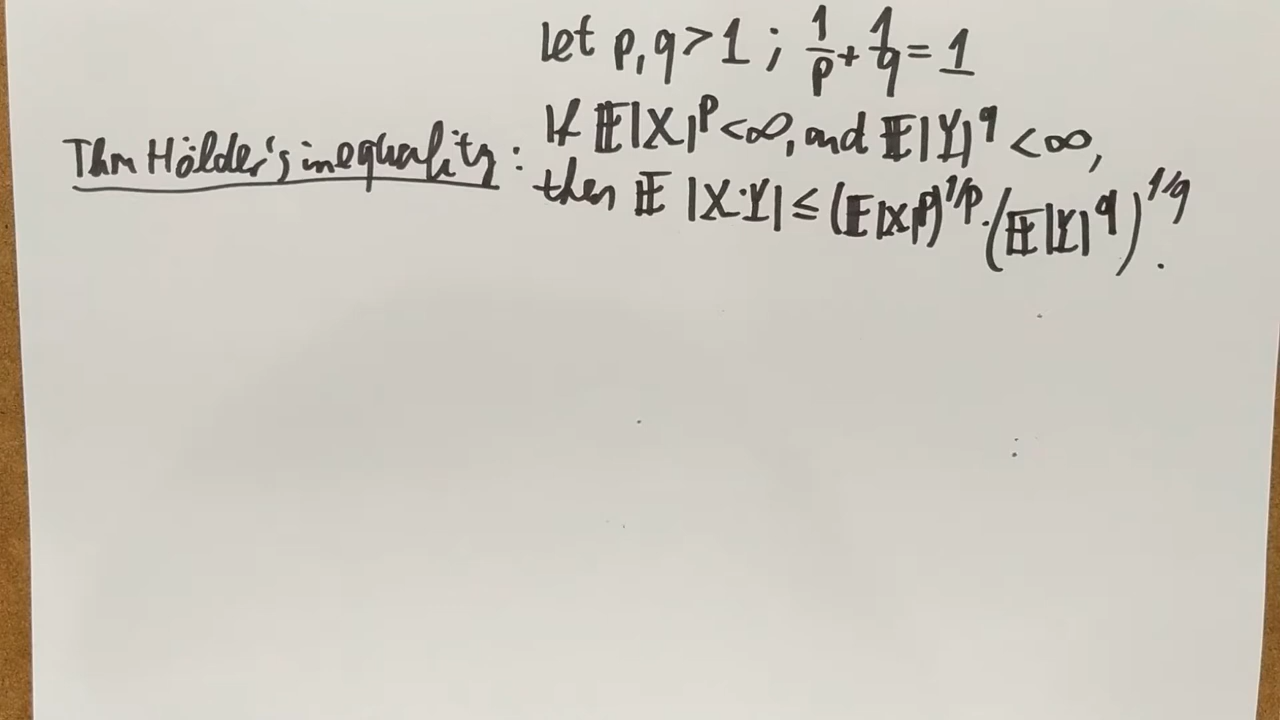 let p, q > 1 ; 1/p + 1/q = 1
Thm Hölder's inequality :
If 𝔼|X|^p < ∞, and 𝔼|Y|^q < ∞,
then 𝔼 |X·Y| ≤ (𝔼|X|^p)^1/p · (𝔼|Y|^q)^1/q .